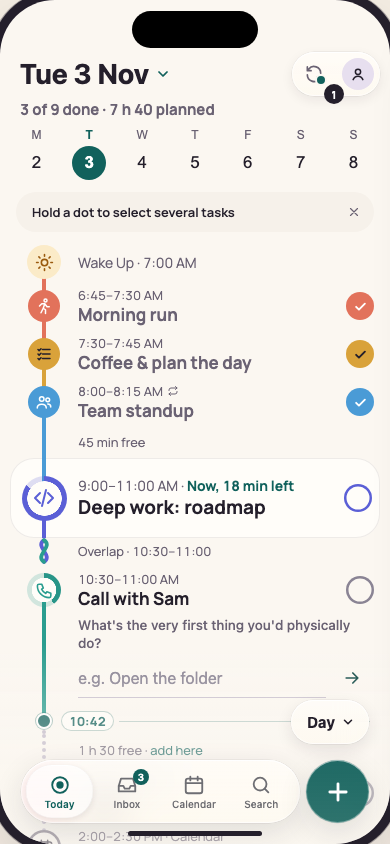 Tue 3 Nov
1
3 of 9 done · 7 h 40 planned
M T W T F S S
2 3 4 5 6 7 8
Hold a dot to select several tasks
Wake Up · 7:00 AM
6:45–7:30 AM
Morning run
7:30–7:45 AM
Coffee & plan the day
8:00–8:15 AM
Team standup
45 min free
9:00–11:00 AM · Now, 18 min left
Deep work: roadmap
Overlap · 10:30–11:00
10:30–11:00 AM
Call with Sam
What's the very first thing you'd physically
do?
e.g. Open the folder
10:42
Day
1 h 30 free · add here
3
Today Inbox Calendar Search
2:00–2:30 PM · Calendar